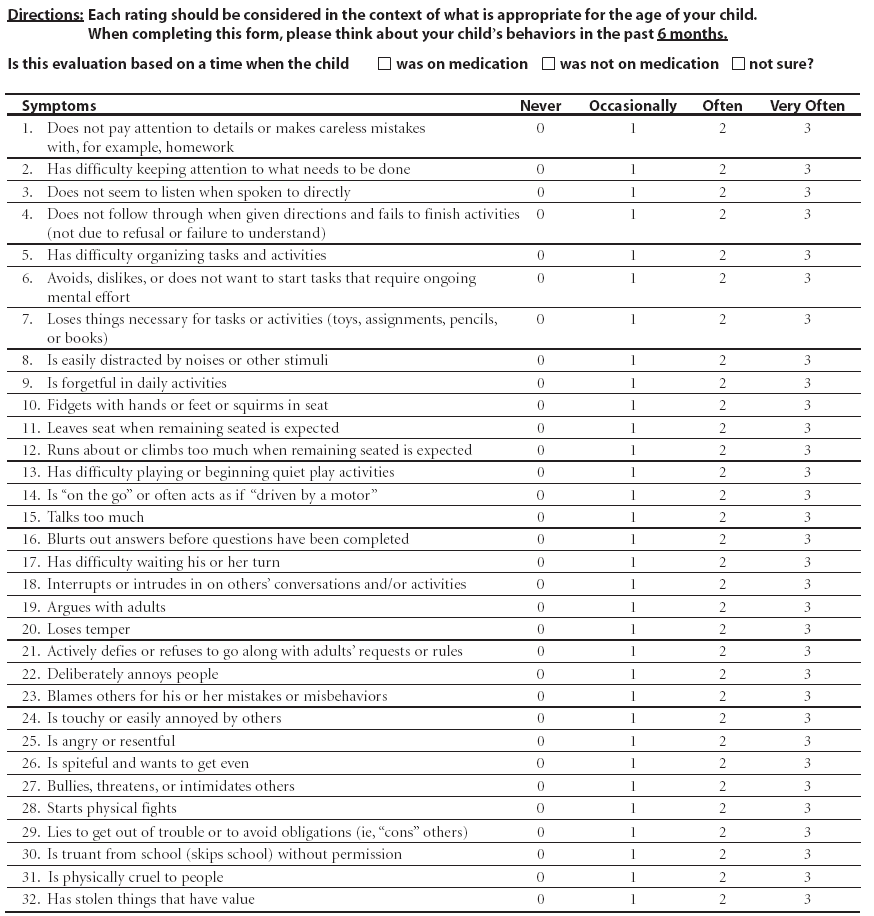 Directions: Each rating should be considered in the context of what is appropriate for the age of your child.
When completing this form, please think about your child's behaviors in the past 6 months.
Is this evaluation based on a time when the child □ was on medication □ was not on medication □ not sure?
Symptoms Never Occasionally Often Very Often
1. Does not pay attention to details or makes careless mistakes 0 1 2 3
with, for example, homework
2. Has difficulty keeping attention to what needs to be done 0 1 2 3
3. Does not seem to listen when spoken to directly 0 1 2 3
4. Does not follow through when given directions and fails to finish activities 0 1 2 3
(not due to refusal or failure to understand)
5. Has difficulty organizing tasks and activities 0 1 2 3
6. Avoids, dislikes, or does not want to start tasks that require ongoing 0 1 2 3
mental effort
7. Loses things necessary for tasks or activities (toys, assignments, pencils, 0 1 2 3
or books)
8. Is easily distracted by noises or other stimuli 0 1 2 3
9. Is forgetful in daily activities 0 1 2 3
10. Fidgets with hands or feet or squirms in seat 0 1 2 3
11. Leaves seat when remaining seated is expected 0 1 2 3
12. Runs about or climbs too much when remaining seated is expected 0 1 2 3
13. Has difficulty playing or beginning quiet play activities 0 1 2 3
14. Is “on the go” or often acts as if “driven by a motor” 0 1 2 3
15. Talks too much 0 1 2 3
16. Blurts out answers before questions have been completed 0 1 2 3
17. Has difficulty waiting his or her turn 0 1 2 3
18. Interrupts or intrudes in on others’ conversations and/or activities 0 1 2 3
19. Argues with adults 0 1 2 3
20. Loses temper 0 1 2 3
21. Actively defies or refuses to go along with adults’ requests or rules 0 1 2 3
22. Deliberately annoys people 0 1 2 3
23. Blames others for his or her mistakes or misbehaviors 0 1 2 3
24. Is touchy or easily annoyed by others 0 1 2 3
25. Is angry or resentful 0 1 2 3
26. Is spiteful and wants to get even 0 1 2 3
27. Bullies, threatens, or intimidates others 0 1 2 3
28. Starts physical fights 0 1 2 3
29. Lies to get out of trouble or to avoid obligations (ie, “cons” others) 0 1 2 3
30. Is truant from school (skips school) without permission 0 1 2 3
31. Is physically cruel to people 0 1 2 3
32. Has stolen things that have value 0 1 2 3